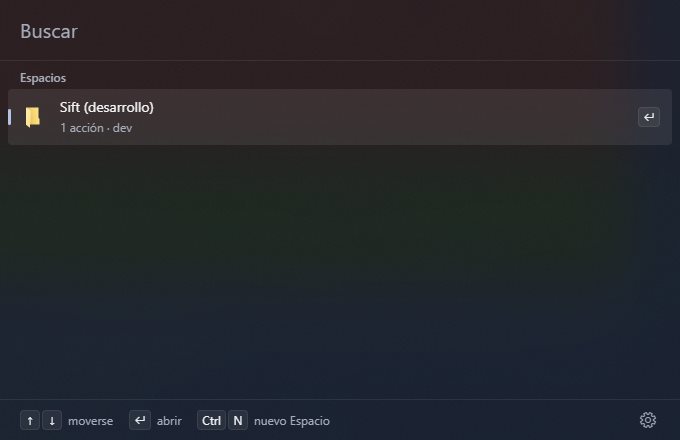 Buscar
Espacios
Sift (desarrollo)
1 acción · dev
↵
↑ ↓ moverse ↵ abrir Ctrl N nuevo Espacio